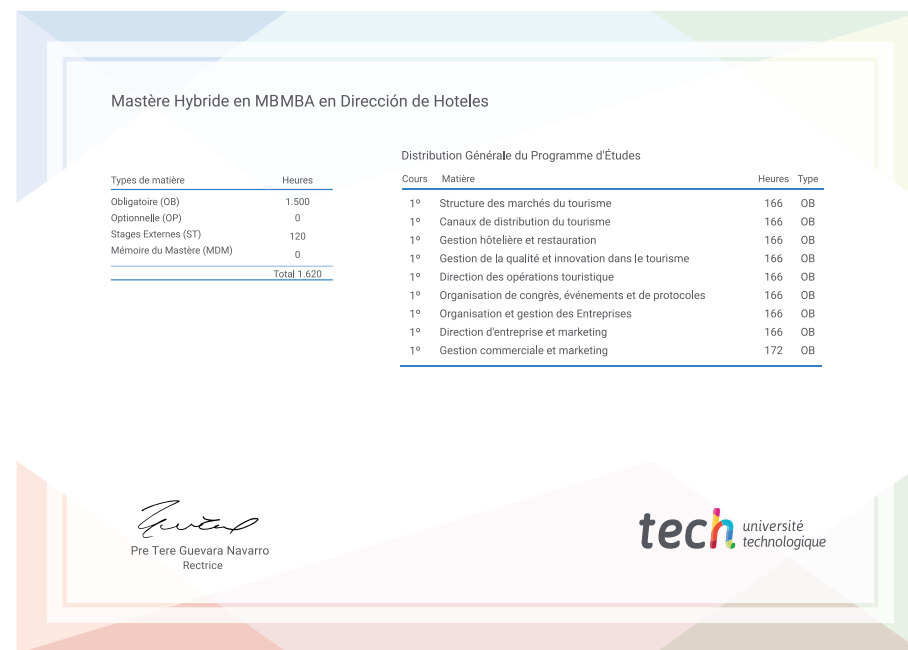 Mastère Hybride en MBMBA en Dirección de Hoteles
Types de matière Heures
Obligatoire (OB) 1.500
Optionnelle (OP) 0
Stages Externes (ST) 120
Mémoire du Mastère (MDM) 0
Total 1.620
Distribution Générale du Programme d'Études
Cours Matière Heures Type
1º Structure des marchés du tourisme 166 OB
1º Canaux de distribution du tourisme 166 OB
1º Gestion hôtelière et restauration 166 OB
1º Gestion de la qualité et innovation dans le tourisme 166 OB
1º Direction des opérations touristique 166 OB
1º Organisation de congrès, événements et de protocoles 166 OB
1º Organisation et gestion des Entreprises 166 OB
1º Direction d'entreprise et marketing 166 OB
1º Gestion commerciale et marketing 172 OB
Pre Tere Guevara Navarro
Rectrice
tech université
technologique